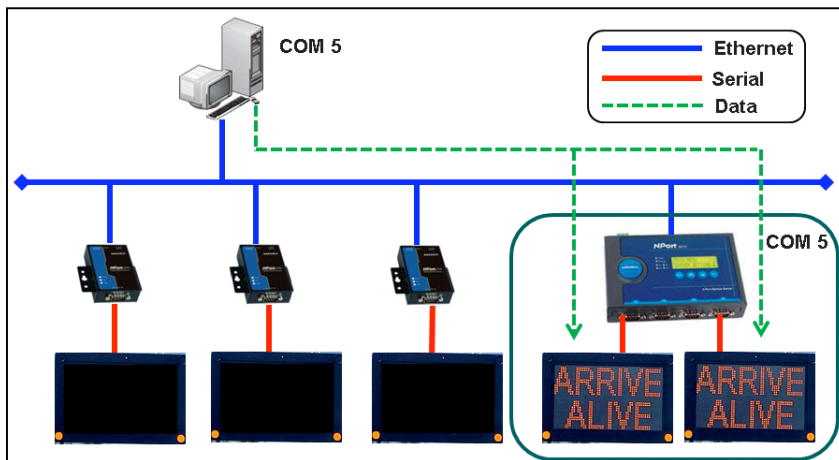 COM 5
Ethernet
Serial
Data
NPort
COM 5
ARRIVE
ALIVE
ARRIVE
ALIVE